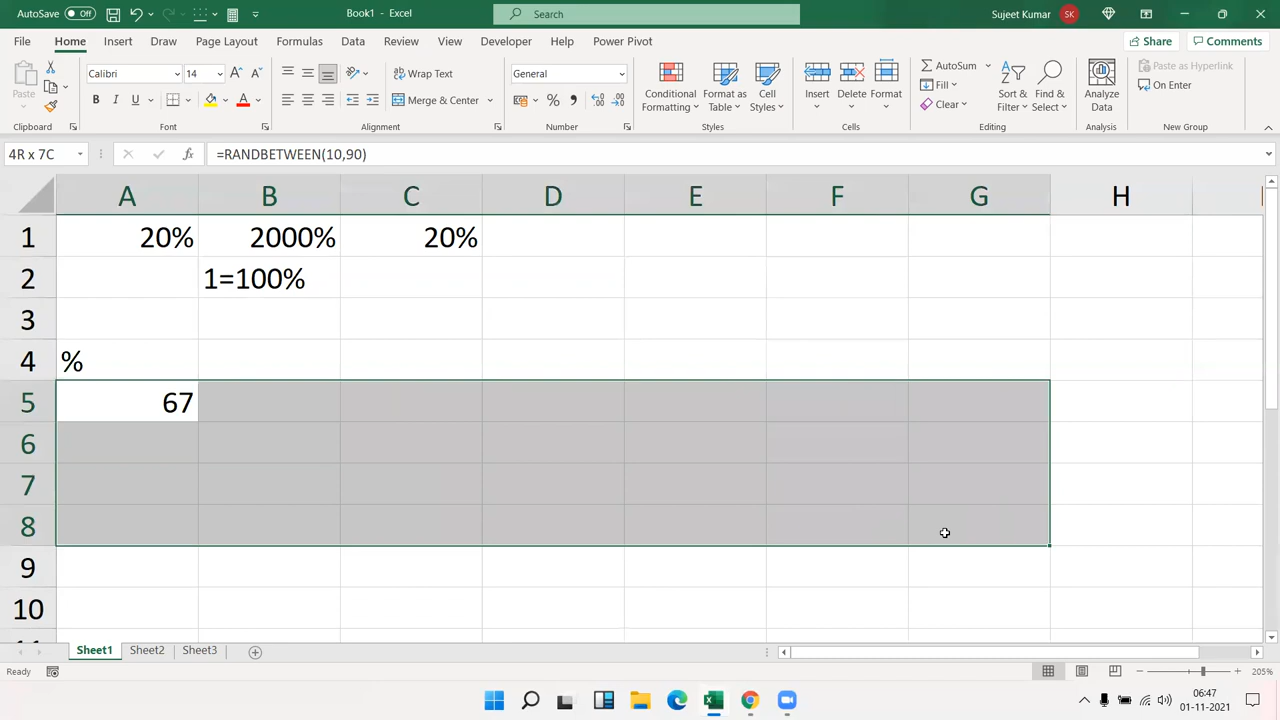 AutoSave Off Book1 - Excel Search Sujeet Kumar SK
File Home Insert Draw Page Layout Formulas Data Review View Developer Help Power Pivot Share Comments
Paste Calibri 14 Wrap Text General Conditional Formatting Format as Table Cell Styles Insert Delete Format AutoSum Sort & Filter Find & Select Analyze Data Paste as Hyperlink
B I U A Merge & Center % Fill On Enter
Clear
Clipboard Font Alignment Number Styles Cells Editing Analysis New Group
4R x 7C fx =RANDBETWEEN(10,90)
A B C D E F G H
1 20% 2000% 20%
2 1=100%
3
4 %
5 67
6
7
8
9
10
Sheet1 Sheet2 Sheet3
Ready 205%
06:47
01-11-2021